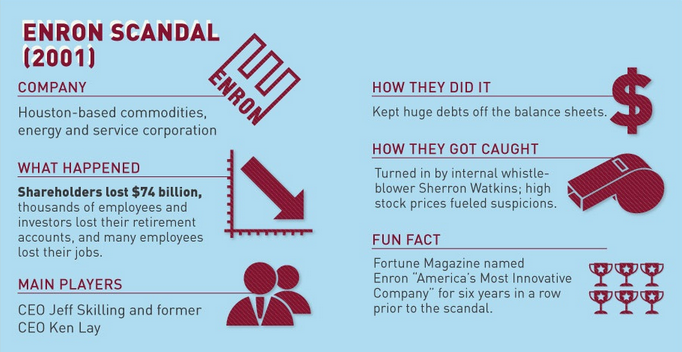 ENRON SCANDAL
(2001)
COMPANY
Houston-based commodities,
energy and service corporation
ENRON
WHAT HAPPENED
Shareholders lost $74 billion,
thousands of employees and
investors lost their retirement
accounts, and many employees
lost their jobs.
MAIN PLAYERS
CEO Jeff Skilling and former
CEO Ken Lay
HOW THEY DID IT
Kept huge debts off the balance sheets.
$
HOW THEY GOT CAUGHT
Turned in by internal whistle-
blower Sherron Watkins; high
stock prices fueled suspicions.
FUN FACT
Fortune Magazine named
Enron "America's Most Innovative
Company" for six years in a row
prior to the scandal.